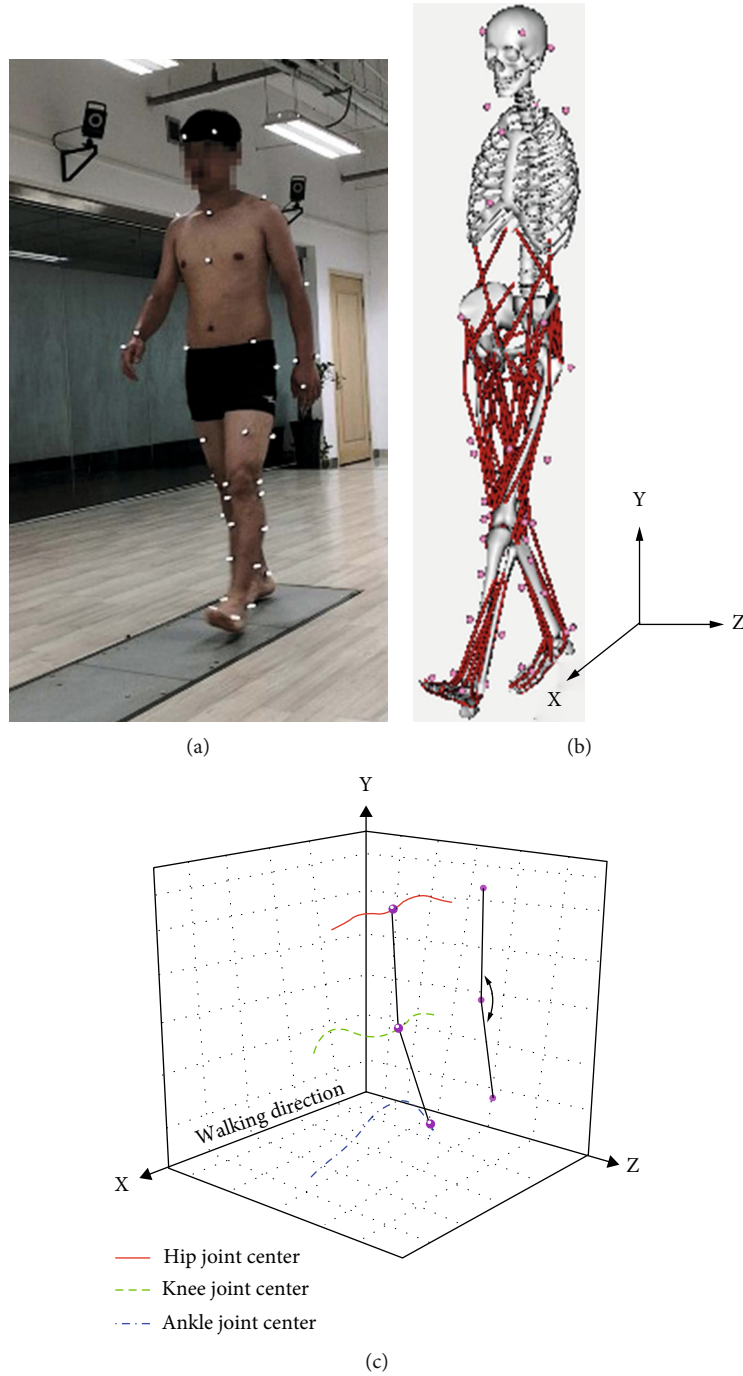 (a)
Y
Z
X
(b)
Y
Walking direction
X
Z
Hip joint center
Knee joint center
Ankle joint center
(c)